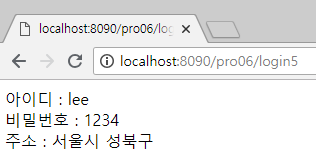 localhost:8090/pro06/log
localhost:8090/pro06/login5
아이디 : lee
비밀번호 : 1234
주소 : 서울시 성북구